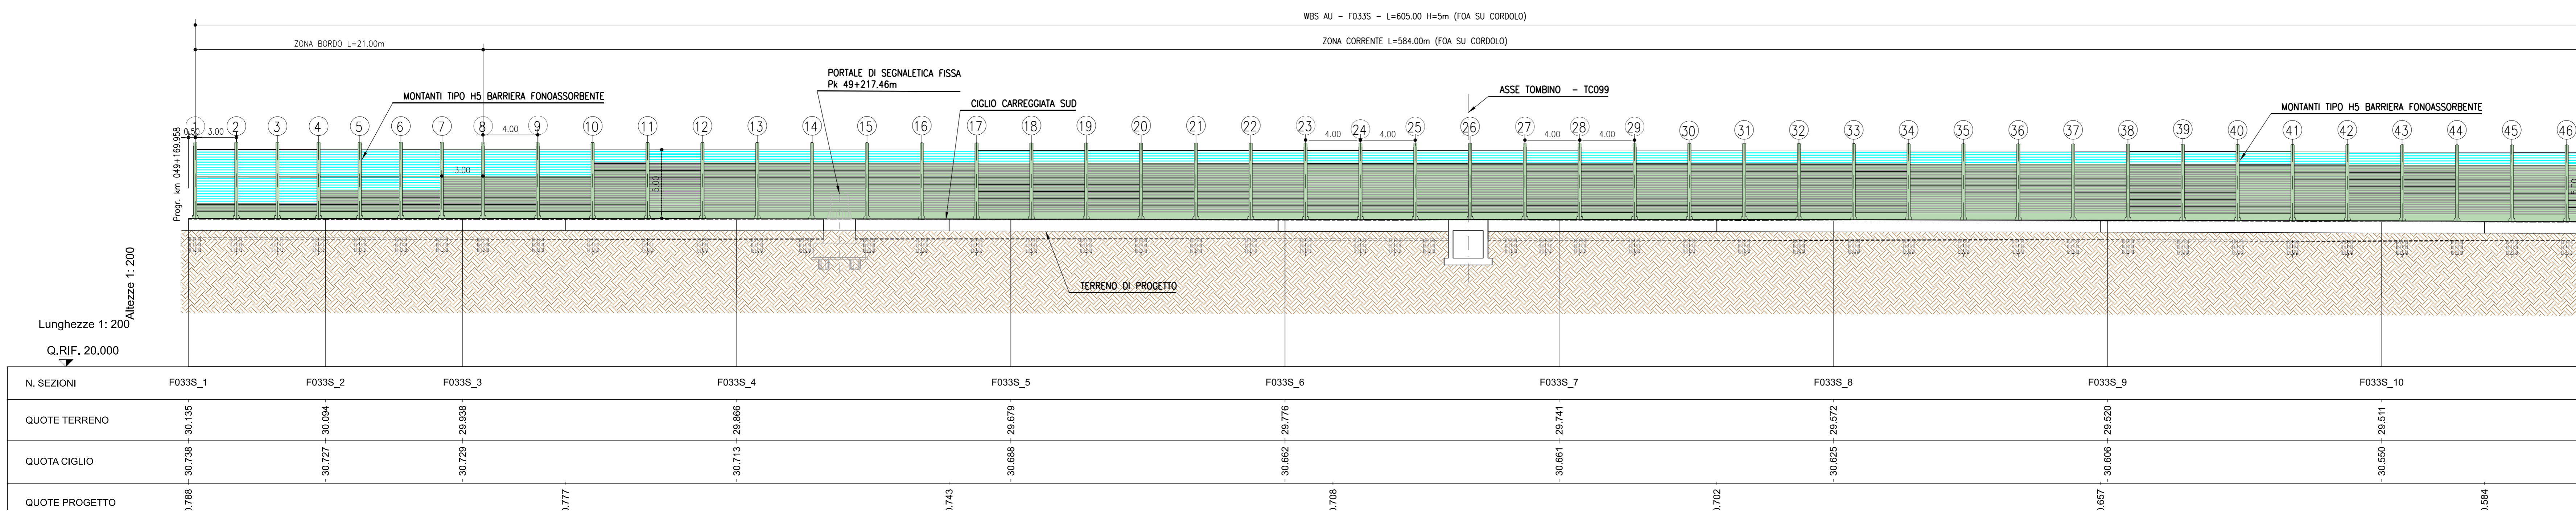 WBS AU - F033S - L=605.00 H=5m (FOA SU CORDOLO)
ZONA BORDO L=21.00m
ZONA CORRENTE L=584.00m (FOA SU CORDOLO)
PORTALE DI SEGNALETICA FISSA
Pk 49+217.46m
MONTANTI TIPO H5 BARRIERA FONOASSORBENTE
CIGLIO CARREGGIATA SUD
ASSE TOMBINO - TC099
MONTANTI TIPO H5 BARRIERA FONOASSORBENTE
1 2 3 4 5 6 7 8 9 10 11 12 13 14 15 16 17 18 19 20 21 22 23 24 25 26 27 28 29 30 31 32 33 34 35 36 37 38 39 40 41 42 43 44 45 46
0.50 3.00 4.00 4.00 4.00 4.00 4.00
Progr. km 049+169.958
3.00
5.00
5.00
TERRENO DI PROGETTO
Altezze 1: 200
Lunghezze 1: 200
Q.RIF. 20.000
N. SEZIONI F033S_1 F033S_2 F033S_3 F033S_4 F033S_5 F033S_6 F033S_7 F033S_8 F033S_9 F033S_10
QUOTE TERRENO 30.135 30.094 29.938 29.866 29.679 29.776 29.741 29.572 29.520 29.511
QUOTA CIGLIO 30.738 30.727 30.729 30.713 30.688 30.662 30.661 30.625 30.606 30.550
QUOTE PROGETTO .788 .777 .743 .708 .702 .657 .584